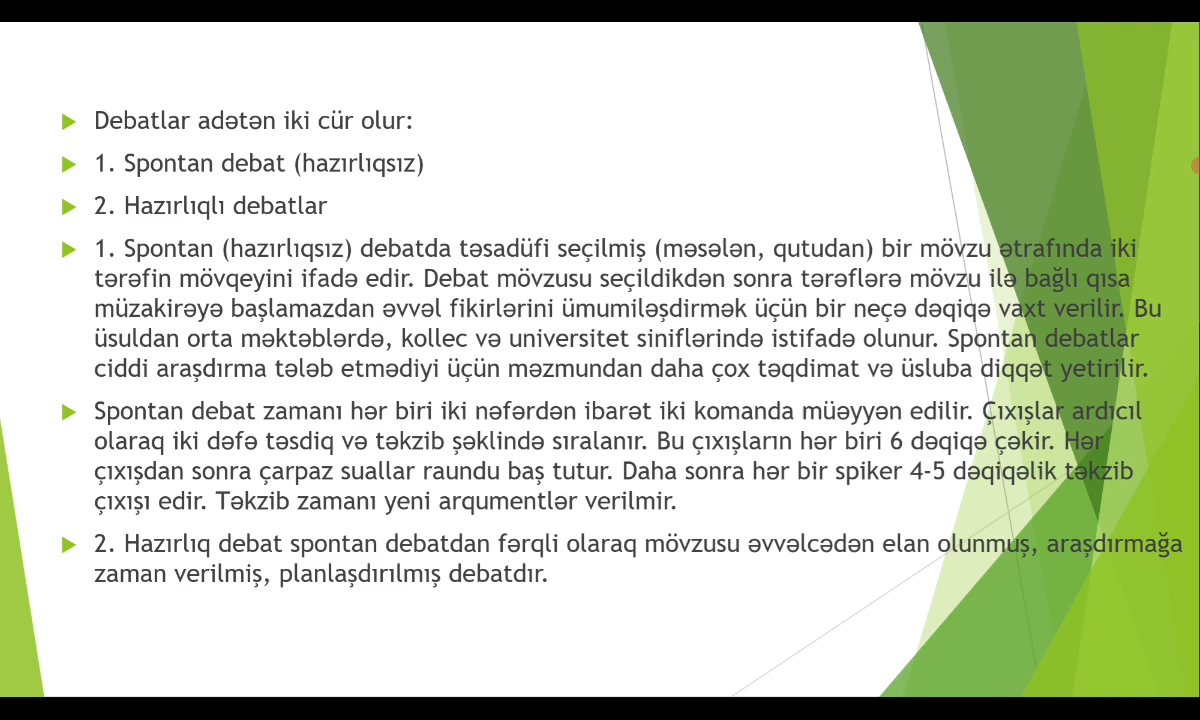 Debatlar adətən iki cür olur:
1. Spontan debat (hazırlıqsız)
2. Hazırlıqlı debatlar
1. Spontan (hazırlıqsız) debatda təsadüfi seçilmiş (məsələn, qutudan) bir mövzu ətrafında iki
tərəfin mövqeyini ifadə edir. Debat mövzusu seçildikdən sonra tərəflərə mövzu ilə bağlı qısa
müzakirəyə başlamazdan əvvəl fikirlərini ümumiləşdirmək üçün bir neçə dəqiqə vaxt verilir. Bu
üsuldan orta məktəblərdə, kollec və universitet siniflərində istifadə olunur. Spontan debatlar
ciddi araşdırma tələb etmədiyi üçün məzmundan daha çox təqdimat və üsluba diqqət yetirilir.
Spontan debat zamanı hər biri iki nəfərdən ibarət iki komanda müəyyən edilir. Çıxışlar ardıcıl
olaraq iki dəfə təsdiq və təkzib şəklində sıralanır. Bu çıxışların hər biri 6 dəqiqə çəkir. Hər
çıxışdan sonra çarpaz suallar raundu baş tutur. Daha sonra hər bir spiker 4-5 dəqiqəlik təkzib
çıxışı edir. Təkzib zamanı yeni arqumentlər verilmir.
2. Hazırlıq debat spontan debatdan fərqli olaraq mövzusu əvvəlcədən elan olunmuş, araşdırmağa
zaman verilmiş, planlaşdırılmış debatdır.